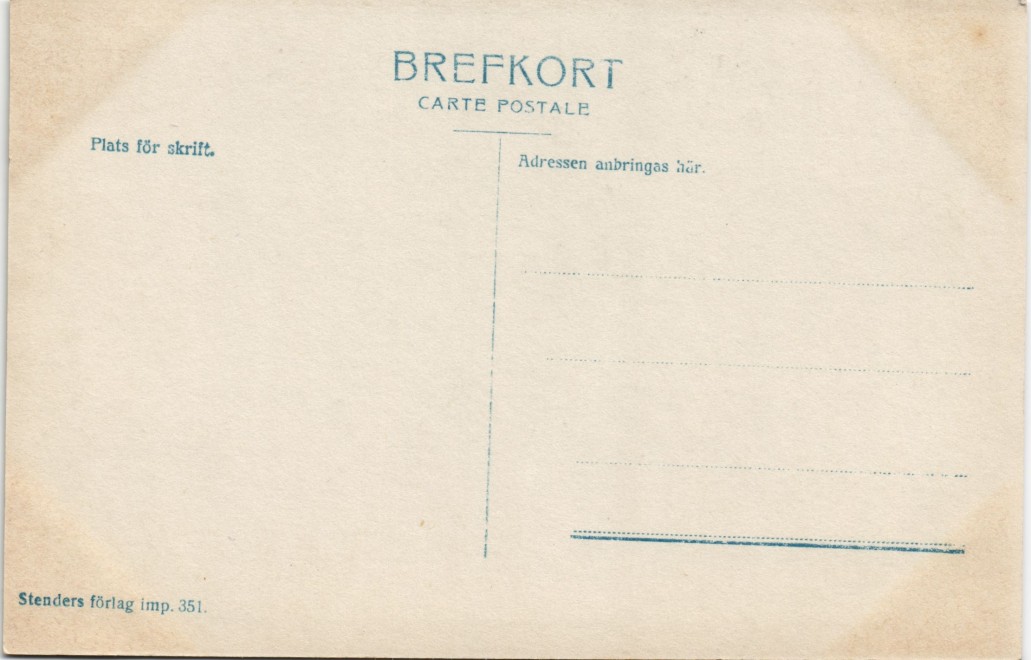 BREFKORT
CARTE POSTALE
Plats för skrift.
Adressen anbringas här.
Stenders förlag imp. 351.